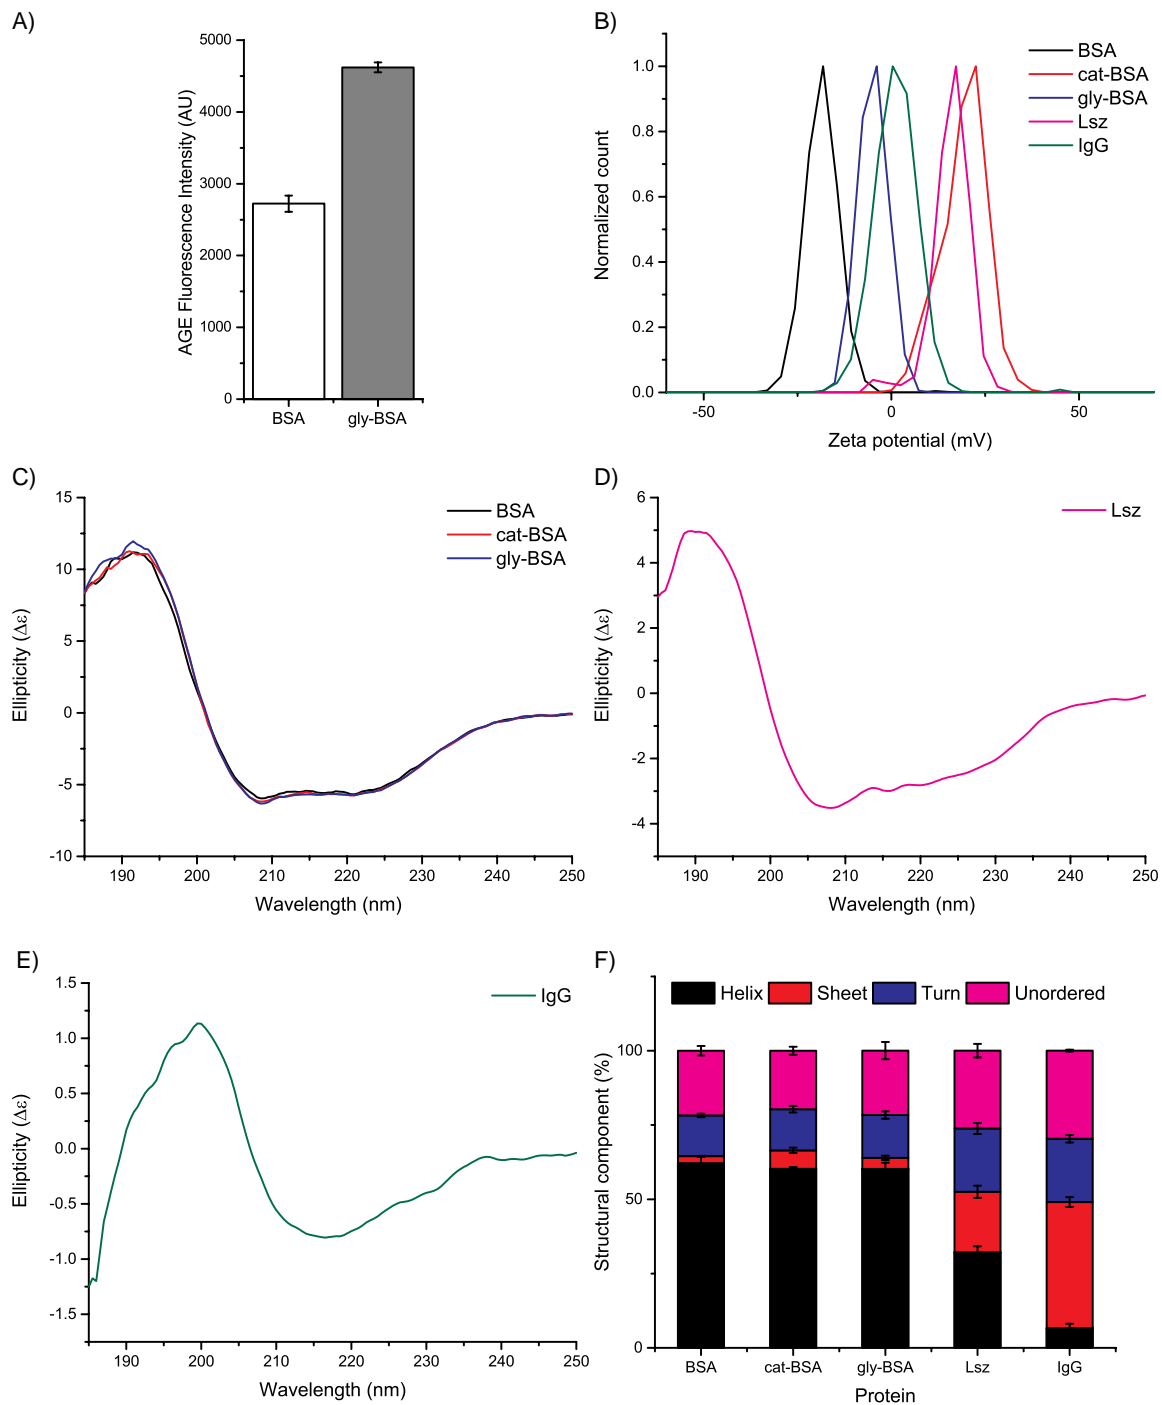 A)
5000
4000
3000
2000
1000
0
AGE Fluorescence Intensity (AU)
BSA gly-BSA
B)
BSA
cat-BSA
gly-BSA
Lsz
IgG
1.0
0.8
0.6
0.4
0.2
0.0
Normalized count
-50 0 50
Zeta potential (mV)
C)
15
10
5
0
-5
-10
Ellipticity (Δε)
BSA
cat-BSA
gly-BSA
190 200 210 220 230 240 250
Wavelength (nm)
D)
6
4
2
0
-2
-4
Ellipticity (Δε)
Lsz
190 200 210 220 230 240 250
Wavelength (nm)
E)
1.5
1.0
0.5
0.0
-0.5
-1.0
-1.5
Ellipticity (Δε)
IgG
190 200 210 220 230 240 250
Wavelength (nm)
F)
Helix Sheet Turn Unordered
100
50
0
Structural component (%)
BSA cat-BSA gly-BSA Lsz IgG
Protein